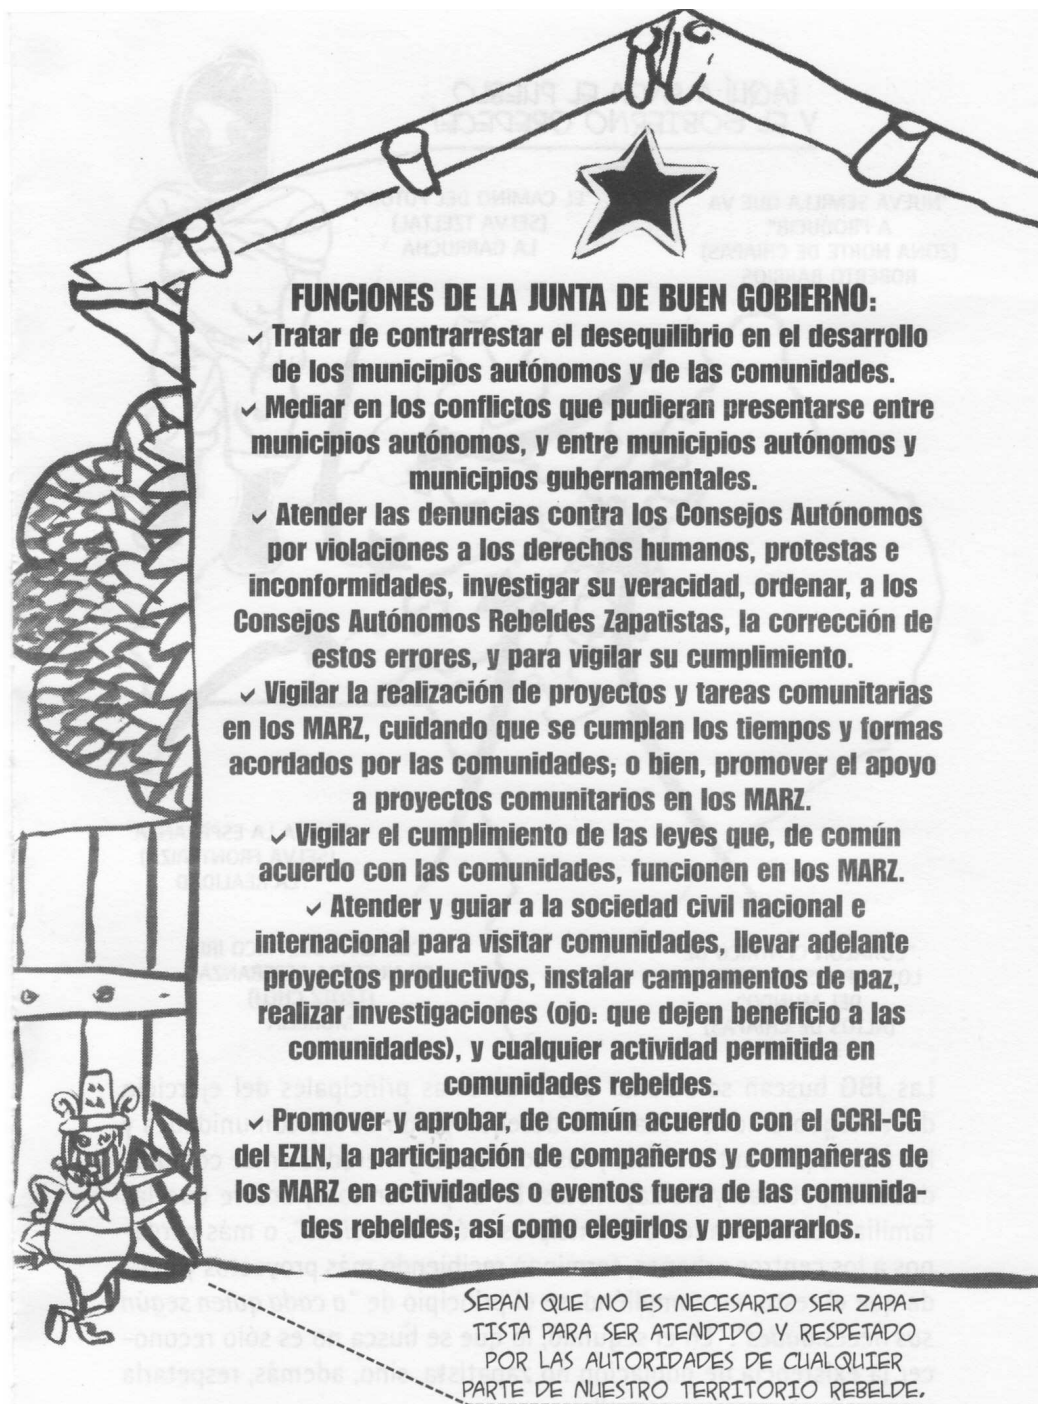 FUNCIONES DE LA JUNTA DE BUEN GOBIERNO:
✓ Tratar de contrarrestar el desequilibrio en el desarrollo
de los municipios autónomos y de las comunidades.
✓ Mediar en los conflictos que pudieran presentarse entre
municipios autónomos, y entre municipios autónomos y
municipios gubernamentales.
✓ Atender las denuncias contra los Consejos Autónomos
por violaciones a los derechos humanos, protestas e
inconformidades, investigar su veracidad, ordenar, a los
Consejos Autónomos Rebeldes Zapatistas, la corrección de
estos errores, y para vigilar su cumplimiento.
✓ Vigilar la realización de proyectos y tareas comunitarias
en los MARZ, cuidando que se cumplan los tiempos y formas
acordados por las comunidades; o bien, promover el apoyo
a proyectos comunitarios en los MARZ.
✓ Vigilar el cumplimiento de las leyes que, de común
acuerdo con las comunidades, funcionen en los MARZ.
✓ Atender y guiar a la sociedad civil nacional e
internacional para visitar comunidades, llevar adelante
proyectos productivos, instalar campamentos de paz,
realizar investigaciones (ojo: que dejen beneficio a las
comunidades), y cualquier actividad permitida en
comunidades rebeldes.
✓ Promover y aprobar, de común acuerdo con el CCRI-CG
del EZLN, la participación de compañeros y compañeras de
los MARZ en actividades o eventos fuera de las comunida-
des rebeldes; así como elegirlos y prepararlos.
SEPAN QUE NO ES NECESARIO SER ZAPA-
TISTA PARA SER ATENDIDO Y RESPETADO
POR LAS AUTORIDADES DE CUALQUIER
PARTE DE NUESTRO TERRITORIO REBELDE.